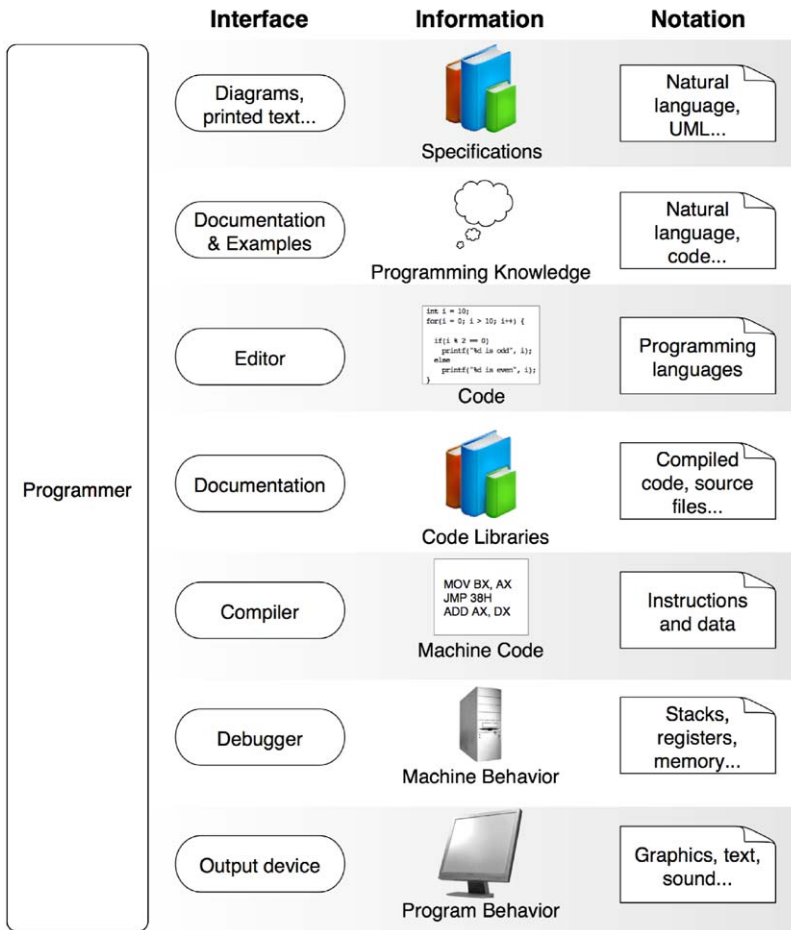 Interface Information Notation
Programmer
Diagrams,
printed text...
Specifications
Natural
language,
UML...
Documentation
& Examples
Programming Knowledge
Natural
language,
code...
Editor
int i = 10;
for(i = 0; i > 10; i++) {
if(i % 2 == 0)
printf("%d is odd", i);
else
printf("%d is even", i);
}
Code
Programming
languages
Documentation
Code Libraries
Compiled
code, source
files...
Compiler
MOV BX, AX
JMP 38H
ADD AX, DX
Machine Code
Instructions
and data
Debugger
Machine Behavior
Stacks,
registers,
memory...
Output device
Program Behavior
Graphics, text,
sound...